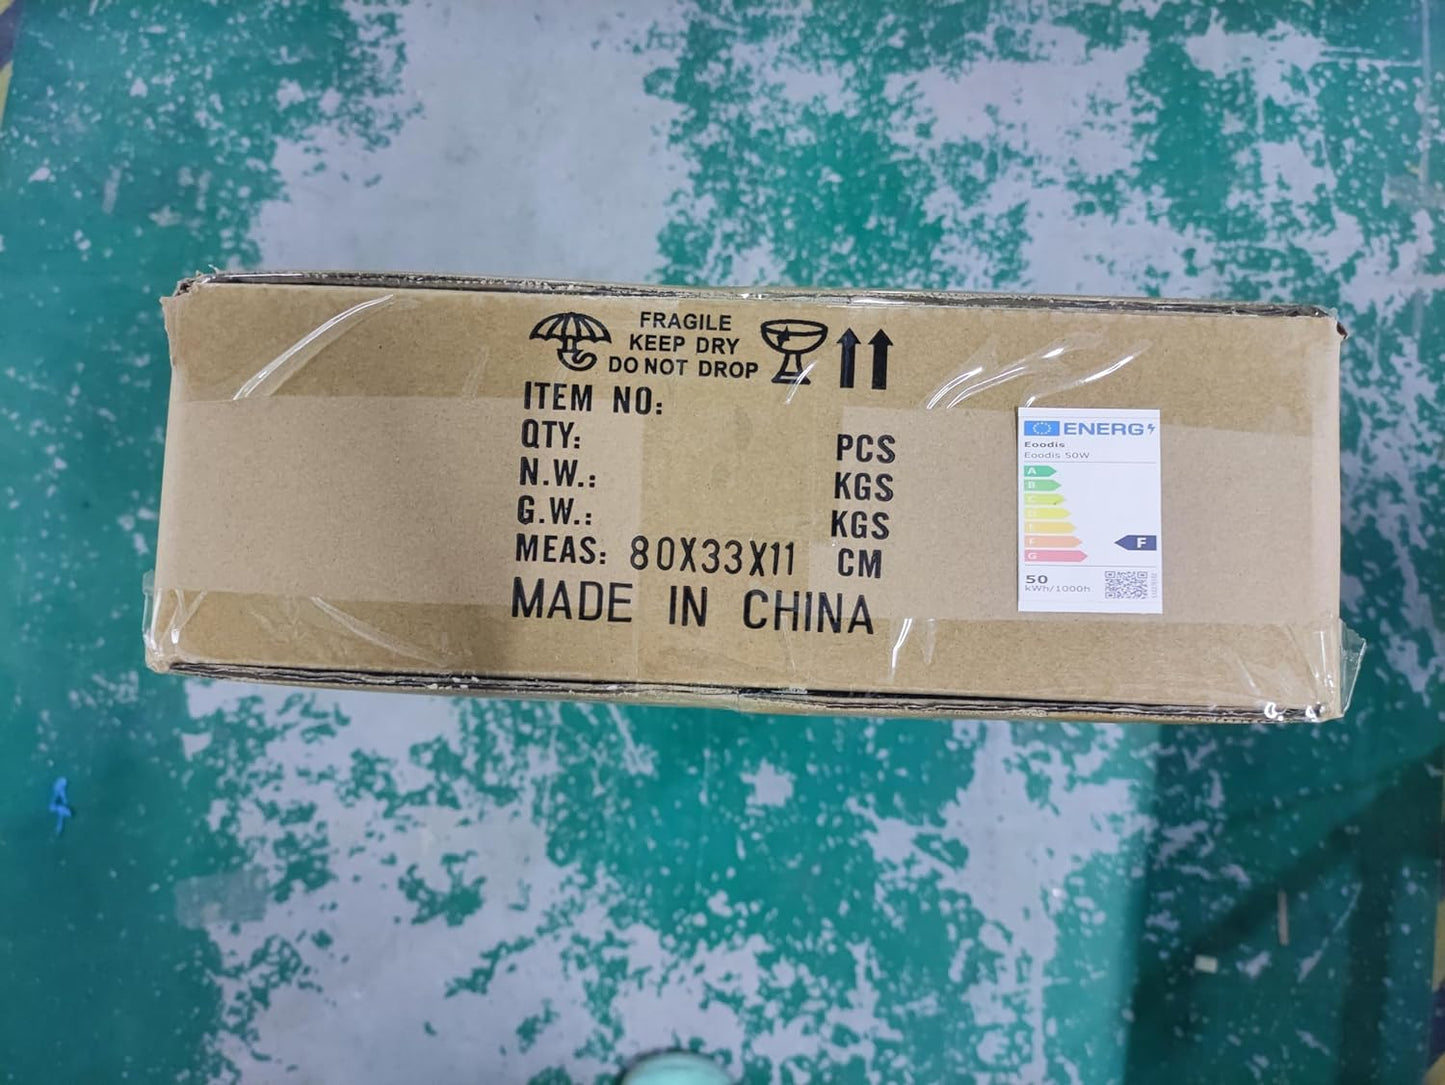 FRAGILE
KEEP DRY
DO NOT DROP
ITEM NO:
QTY: PCS
N.W.: KGS
G.W.: KGS
MEAS: 80X33X11 CM
MADE IN CHINA
ENERG
Eoodis
Eoodis 50W
A
B
C
D
E
F
G
F
50
kWh/1000h